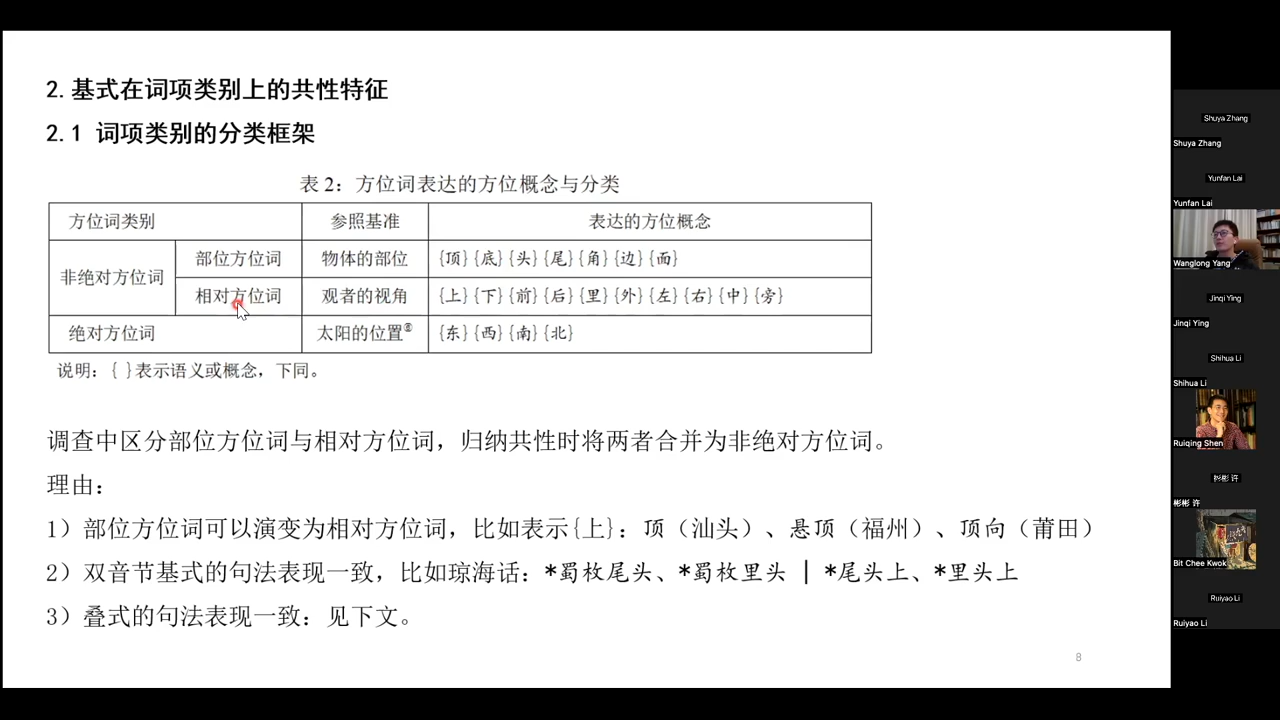 2.基式在词项类别上的共性特征
2.1 词项类别的分类框架
表 2：方位词表达的方位概念与分类
方位词类别 参照基准 表达的方位概念
非绝对方位词 部位方位词 物体的部位 {顶}{底}{头}{尾}{角}{边}{面}
相对方位词 观者的视角 {上}{下}{前}{后}{里}{外}{左}{右}{中}{旁}
绝对方位词 太阳的位置⑧ {东}{西}{南}{北}
说明：{ }表示语义或概念，下同。
调查中区分部位方位词与相对方位词，归纳共性时将两者合并为非绝对方位词。
理由：
1）部位方位词可以演变为相对方位词，比如表示{上}：顶（汕头）、悬顶（福州）、顶向（莆田）
2）双音节基式的句法表现一致，比如琼海话：*蜀枚尾头、*蜀枚里头 | *尾头上、*里头上
3）叠式的句法表现一致：见下文。
8
Shuya Zhang
Shuya Zhang
Yunfan Lai
Yunfan Lai
Wanglong Yang
Jinqi Ying
Jinqi Ying
Shihua Li
Shihua Li
Ruiqing Shen
彬彬 许
彬彬 许
Bit Chee Kwok
Ruiyao Li
Ruiyao Li